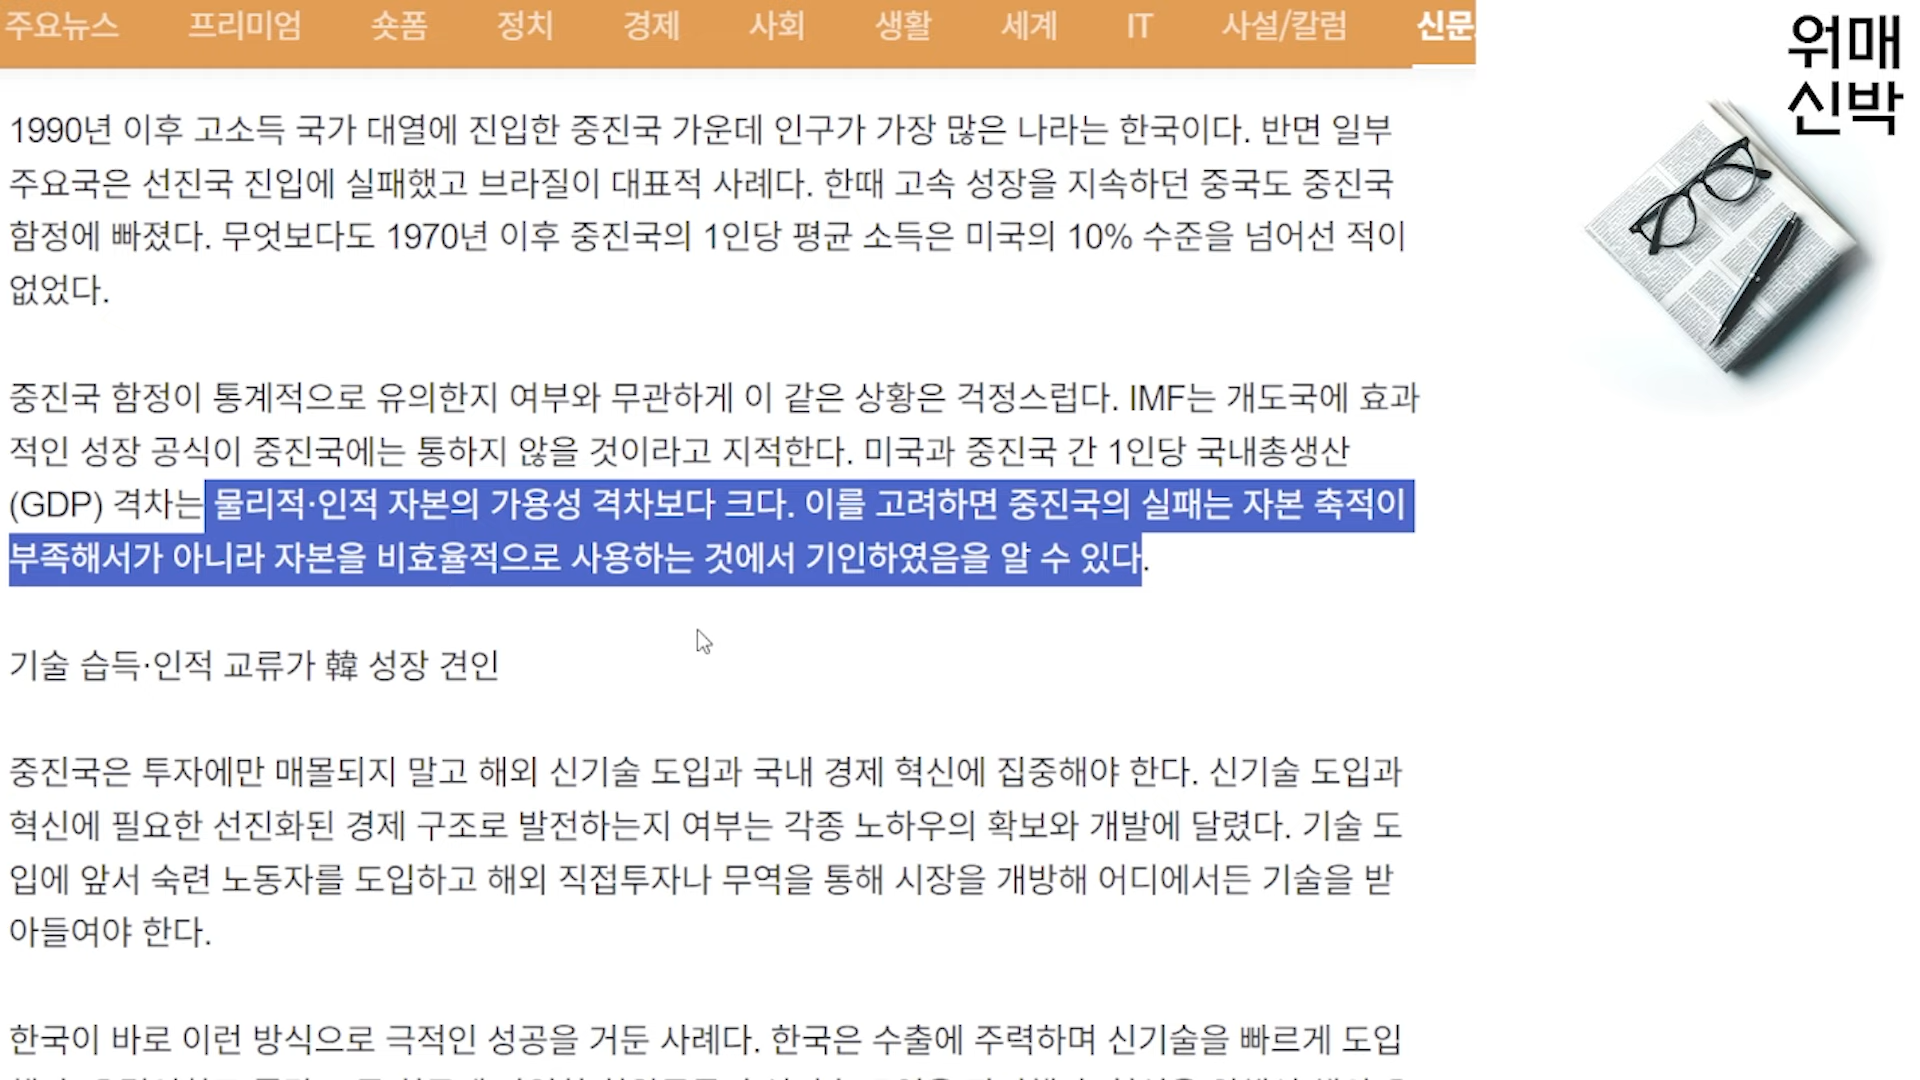 주요뉴스 프리미엄 숏폼 정치 경제 사회 생활 세계 IT 사설/칼럼 신문
위매
신박
1990년 이후 고소득 국가 대열에 진입한 중진국 가운데 인구가 가장 많은 나라는 한국이다. 반면 일부
주요국은 선진국 진입에 실패했고 브라질이 대표적 사례다. 한때 고속 성장을 지속하던 중국도 중진국
함정에 빠졌다. 무엇보다도 1970년 이후 중진국의 1인당 평균 소득은 미국의 10% 수준을 넘어선 적이
없었다.
중진국 함정이 통계적으로 유의한지 여부와 무관하게 이 같은 상황은 걱정스럽다. IMF는 개도국에 효과
적인 성장 공식이 중진국에는 통하지 않을 것이라고 지적한다. 미국과 중진국 간 1인당 국내총생산
(GDP) 격차는 물리적·인적 자본의 가용성 격차보다 크다. 이를 고려하면 중진국의 실패는 자본 축적이
부족해서가 아니라 자본을 비효율적으로 사용하는 것에서 기인하였음을 알 수 있다.
기술 습득·인적 교류가 韓 성장 견인
중진국은 투자에만 매몰되지 말고 해외 신기술 도입과 국내 경제 혁신에 집중해야 한다. 신기술 도입과
혁신에 필요한 선진화된 경제 구조로 발전하는지 여부는 각종 노하우의 확보와 개발에 달렸다. 기술 도
입에 앞서 숙련 노동자를 도입하고 해외 직접투자나 무역을 통해 시장을 개방해 어디에서든 기술을 받
아들여야 한다.
한국이 바로 이런 방식으로 극적인 성공을 거둔 사례다. 한국은 수출에 주력하며 신기술을 빠르게 도입